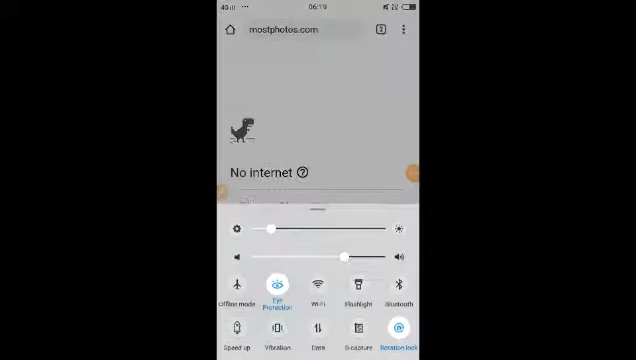 4G 06:19
mostphotos.com 2
No internet
Offline mode Eye Protection Wi-Fi Flashlight Bluetooth
Speed up Vibration Data S-capture Rotation lock